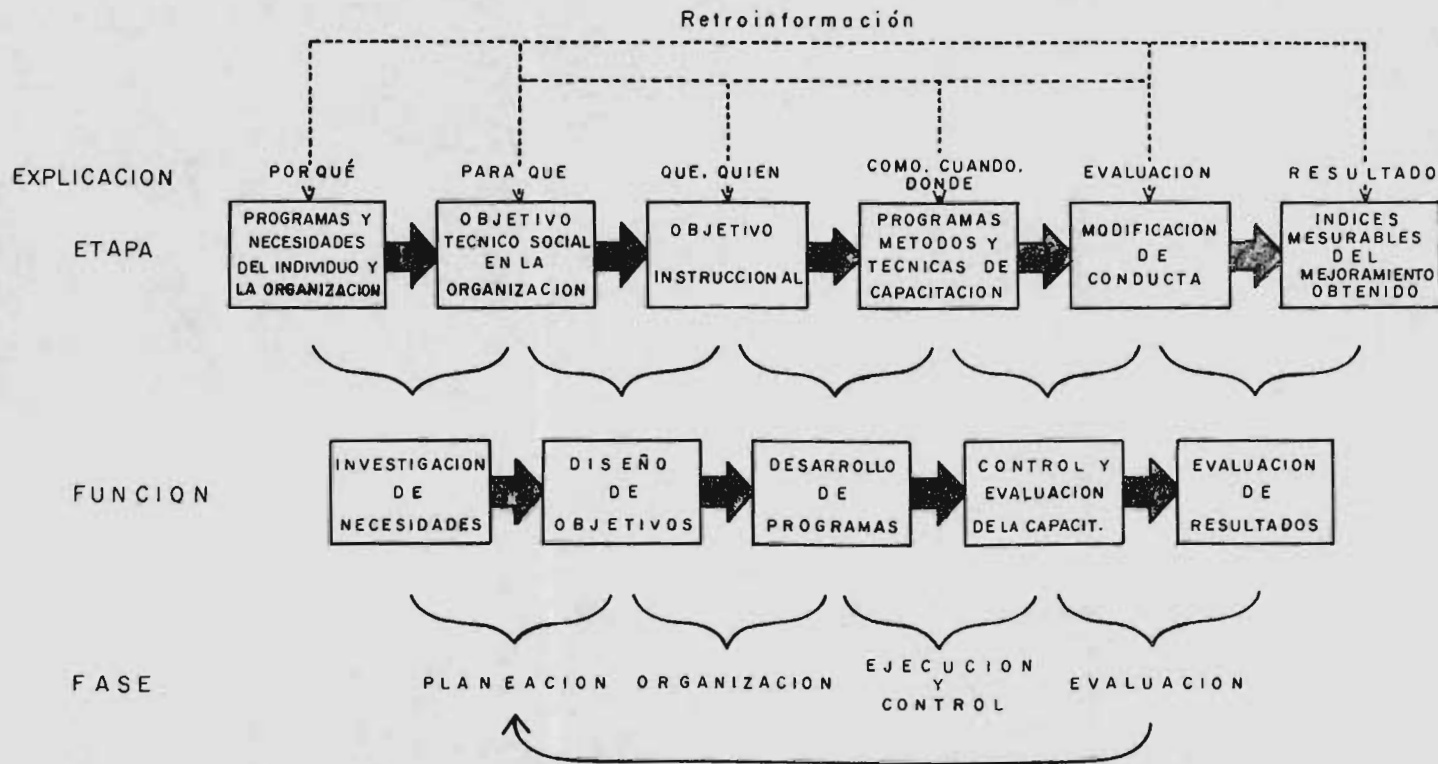 Retroinformación
EXPLICACION
PORQUÉ
PARA QUE
QUE, QUIEN
COMO, CUANDO,
DONDE
EVALUACION
RESULTADO
ETAPA
PROGRAMAS Y
NECESIDADES
DEL INDIVIDUO Y
LA ORGANIZACION
OBJETIVO
TECNICO SOCIAL
EN LA
ORGANIZACION
OBJETIVO
INSTRUCCIONAL
PROGRAMAS
METODOS Y
TECNICAS DE
CAPACITACION
MODIFICACION
DE
CONDUCTA
INDICES
MESURABLES
DEL
MEJORAMIENTO
OBTENIDO
FUNCION
INVESTIGACION
DE
NECESIDADES
DISEÑO
DE
OBJETIVOS
DESARROLLO
DE
PROGRAMAS
CONTROL Y
EVALUACION
DE LA CAPACIT.
EVALUACION
DE
RESULTADOS
FASE
PLANEACION
ORGANIZACION
EJECUCION
Y
CONTROL
EVALUACION